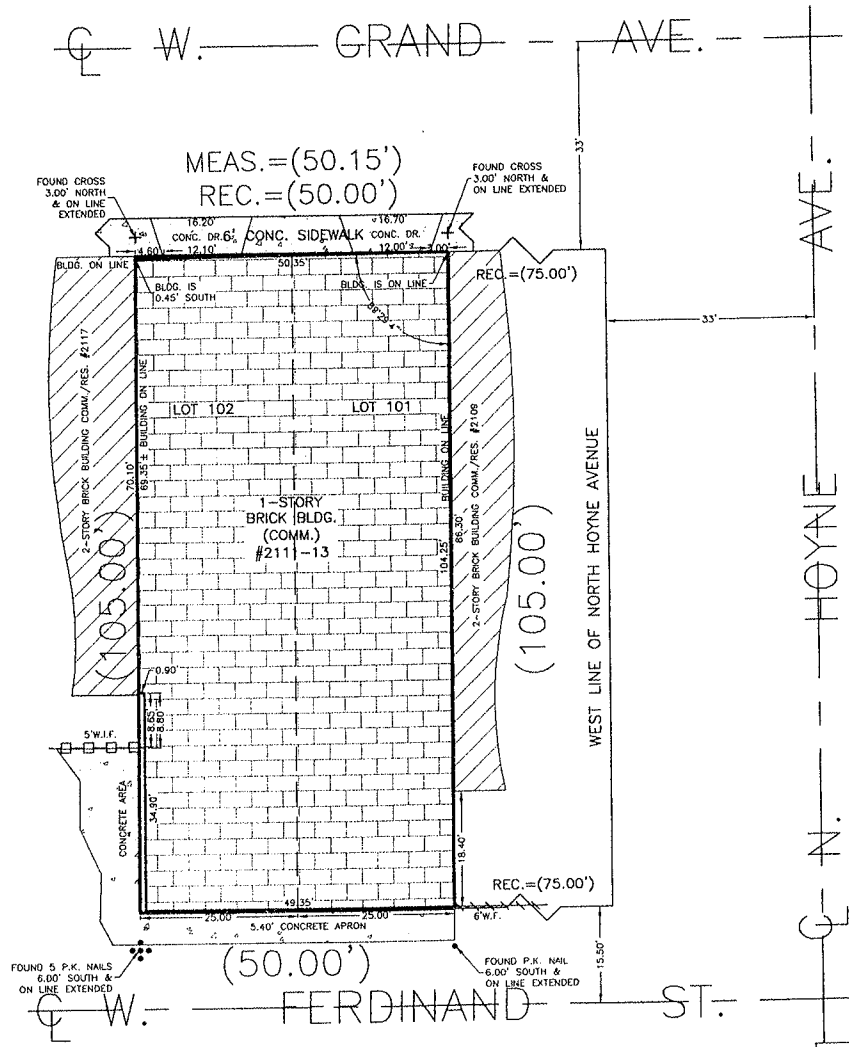 ℄ W. GRAND AVE.
33'
MEAS.=(50.15')
REC.=(50.00')
FOUND CROSS
3.00' NORTH
& ON LINE
EXTENDED
FOUND CROSS
3.00' NORTH &
ON LINE
EXTENDED
16.20'
16.70'
CONC. DR. 6' CONC. SIDEWALK CONC. DR.
4.60'
12.10'
12.00'
3.00'
BLDG. ON LINE
50.35'
BLDG. IS
0.45' SOUTH
BLDG. IS ON LINE
REC.=(75.00')
33'
AVE.
2-STORY BRICK BUILDING COMM./RES. #2117
70.10'
69.35'± BUILDING ON LINE
LOT 102
LOT 101
BUILDING ON LINE
2-STORY BRICK BUILDING COMM./RES. #2109
1-STORY
BRICK BLDG.
(COMM.)
#2111-13
104.25'
86.30'
(105.00')
(105.00')
WEST LINE OF NORTH HOYNE AVENUE
HOYNE
0.90'
8.65'
8.80'
5'W.I.F.
CONCRETE AREA
34.90'
18.40'
N.
℄
REC.=(75.00')
49.35'
25.00
25.00
6'W.F.
5.40' CONCRETE APRON
15.50'
FOUND 5 P.K. NAILS
6.00' SOUTH &
ON LINE EXTENDED
(50.00')
FOUND P.K. NAIL
6.00' SOUTH &
ON LINE EXTENDED
℄ W. FERDINAND ST.